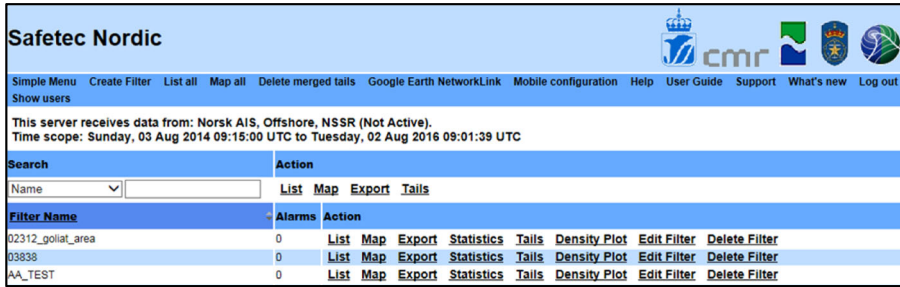 Safetec Nordic
cmr
Simple Menu Create Filter List all Map all Delete merged tails Google Earth NetworkLink Mobile configuration Help User Guide Support What's new Log out
Show users
This server receives data from: Norsk AIS, Offshore, NSSR (Not Active).
Time scope: Sunday, 03 Aug 2014 09:15:00 UTC to Tuesday, 02 Aug 2016 09:01:39 UTC
Search Action
Name List Map Export Tails
Filter Name Alarms Action
02312_goliat_area 0 List Map Export Statistics Tails Density Plot Edit Filter Delete Filter
03838 0 List Map Export Statistics Tails Density Plot Edit Filter Delete Filter
AA_TEST 0 List Map Export Statistics Tails Density Plot Edit Filter Delete Filter